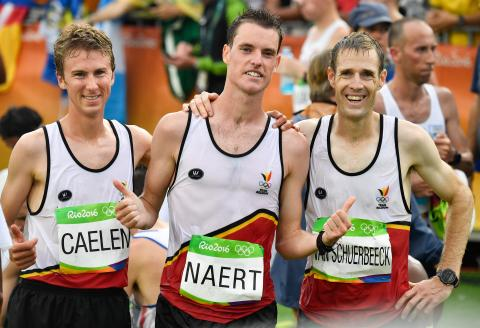 Rio2016
CAELEN
Rio2016
NAERT
Rio2016
VAN SCHUERBEECK